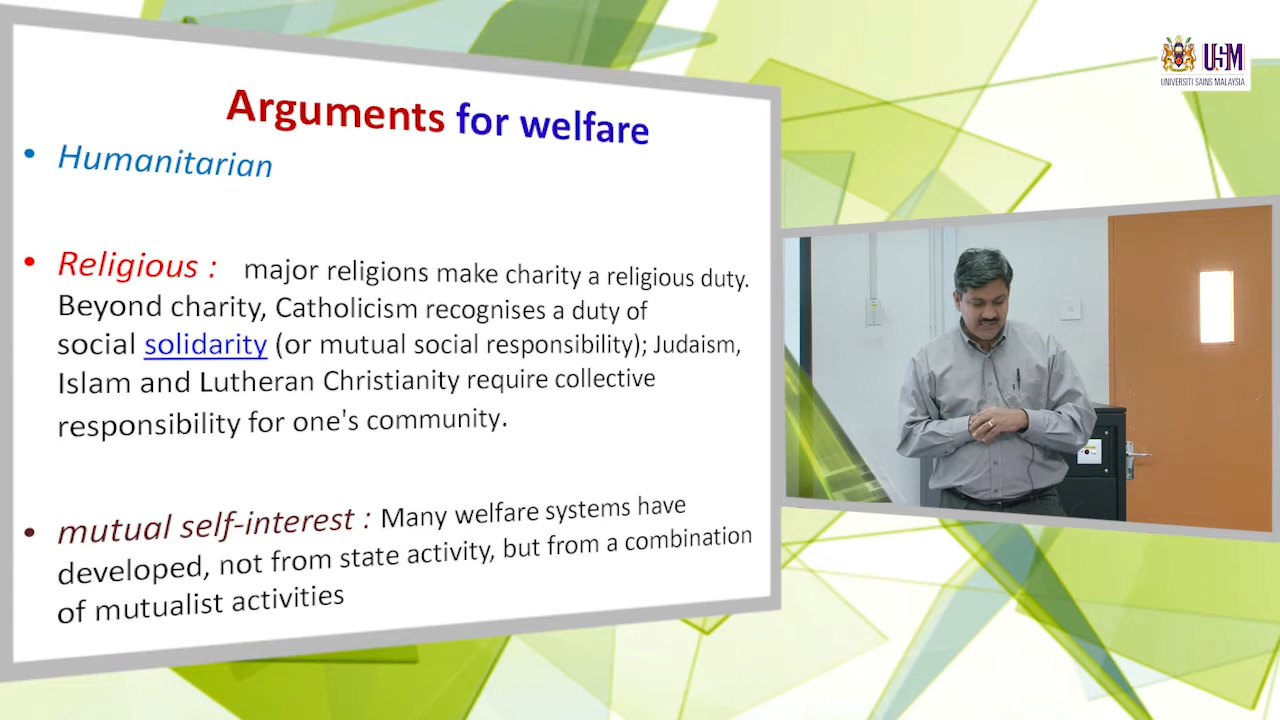 Arguments for welfare
• Humanitarian
• Religious : major religions make charity a religious duty.
Beyond charity, Catholicism recognises a duty of
social solidarity (or mutual social responsibility); Judaism,
Islam and Lutheran Christianity require collective
responsibility for one's community.
• mutual self-interest : Many welfare systems have
developed, not from state activity, but from a combination
of mutualist activities
USM
UNIVERSITI SAINS MALAYSIA